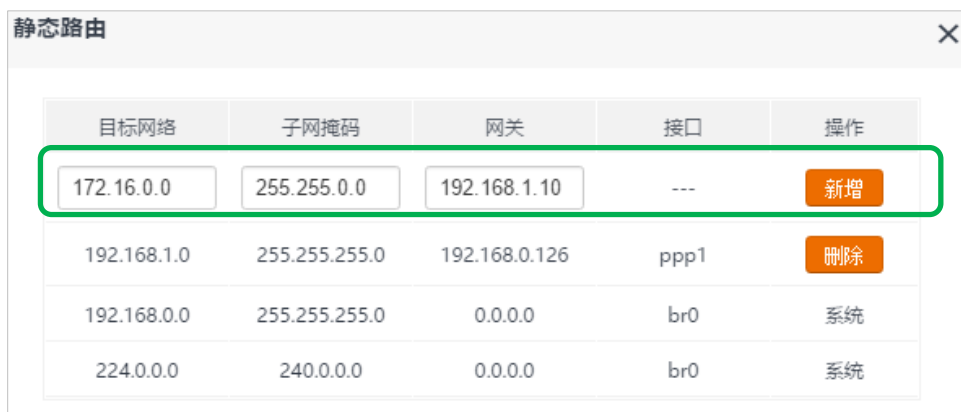 静态路由
目标网络 子网掩码 网关 接口 操作
172.16.0.0 255.255.0.0 192.168.1.10 --- 新增
192.168.1.0 255.255.255.0 192.168.0.126 ppp1 删除
192.168.0.0 255.255.255.0 0.0.0.0 br0 系统
224.0.0.0 240.0.0.0 0.0.0.0 br0 系统